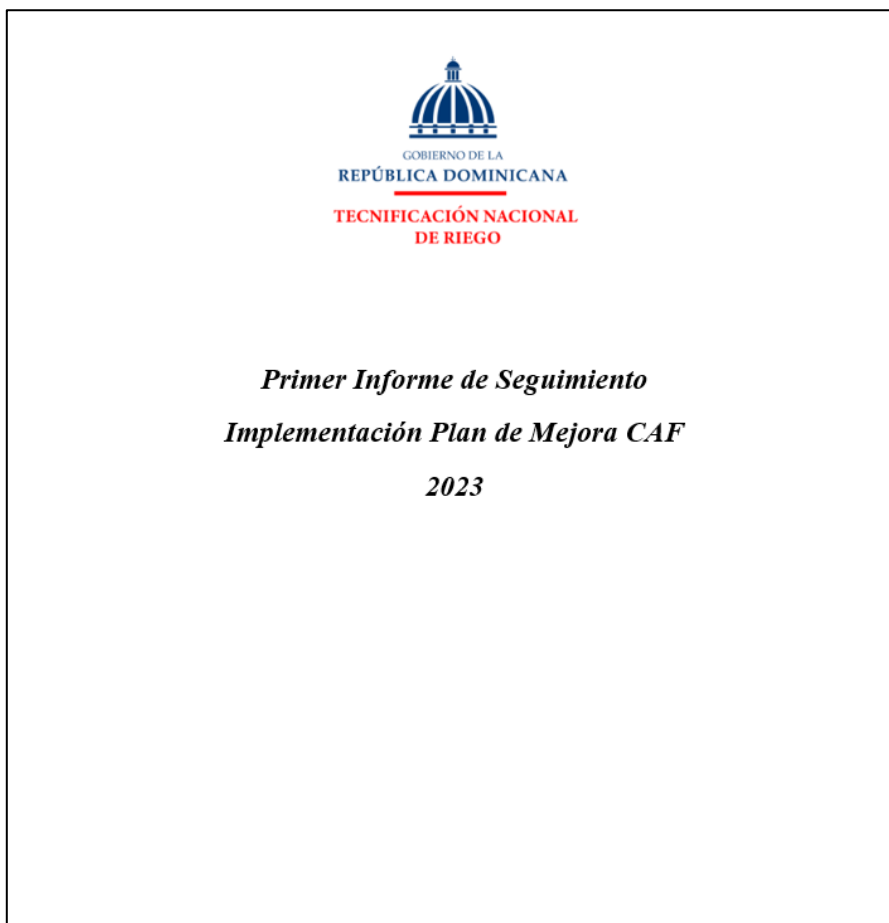 GOBIERNO DE LA
REPÚBLICA DOMINICANA
TECNIFICACIÓN NACIONAL
DE RIEGO
Primer Informe de Seguimiento
Implementación Plan de Mejora CAF
2023